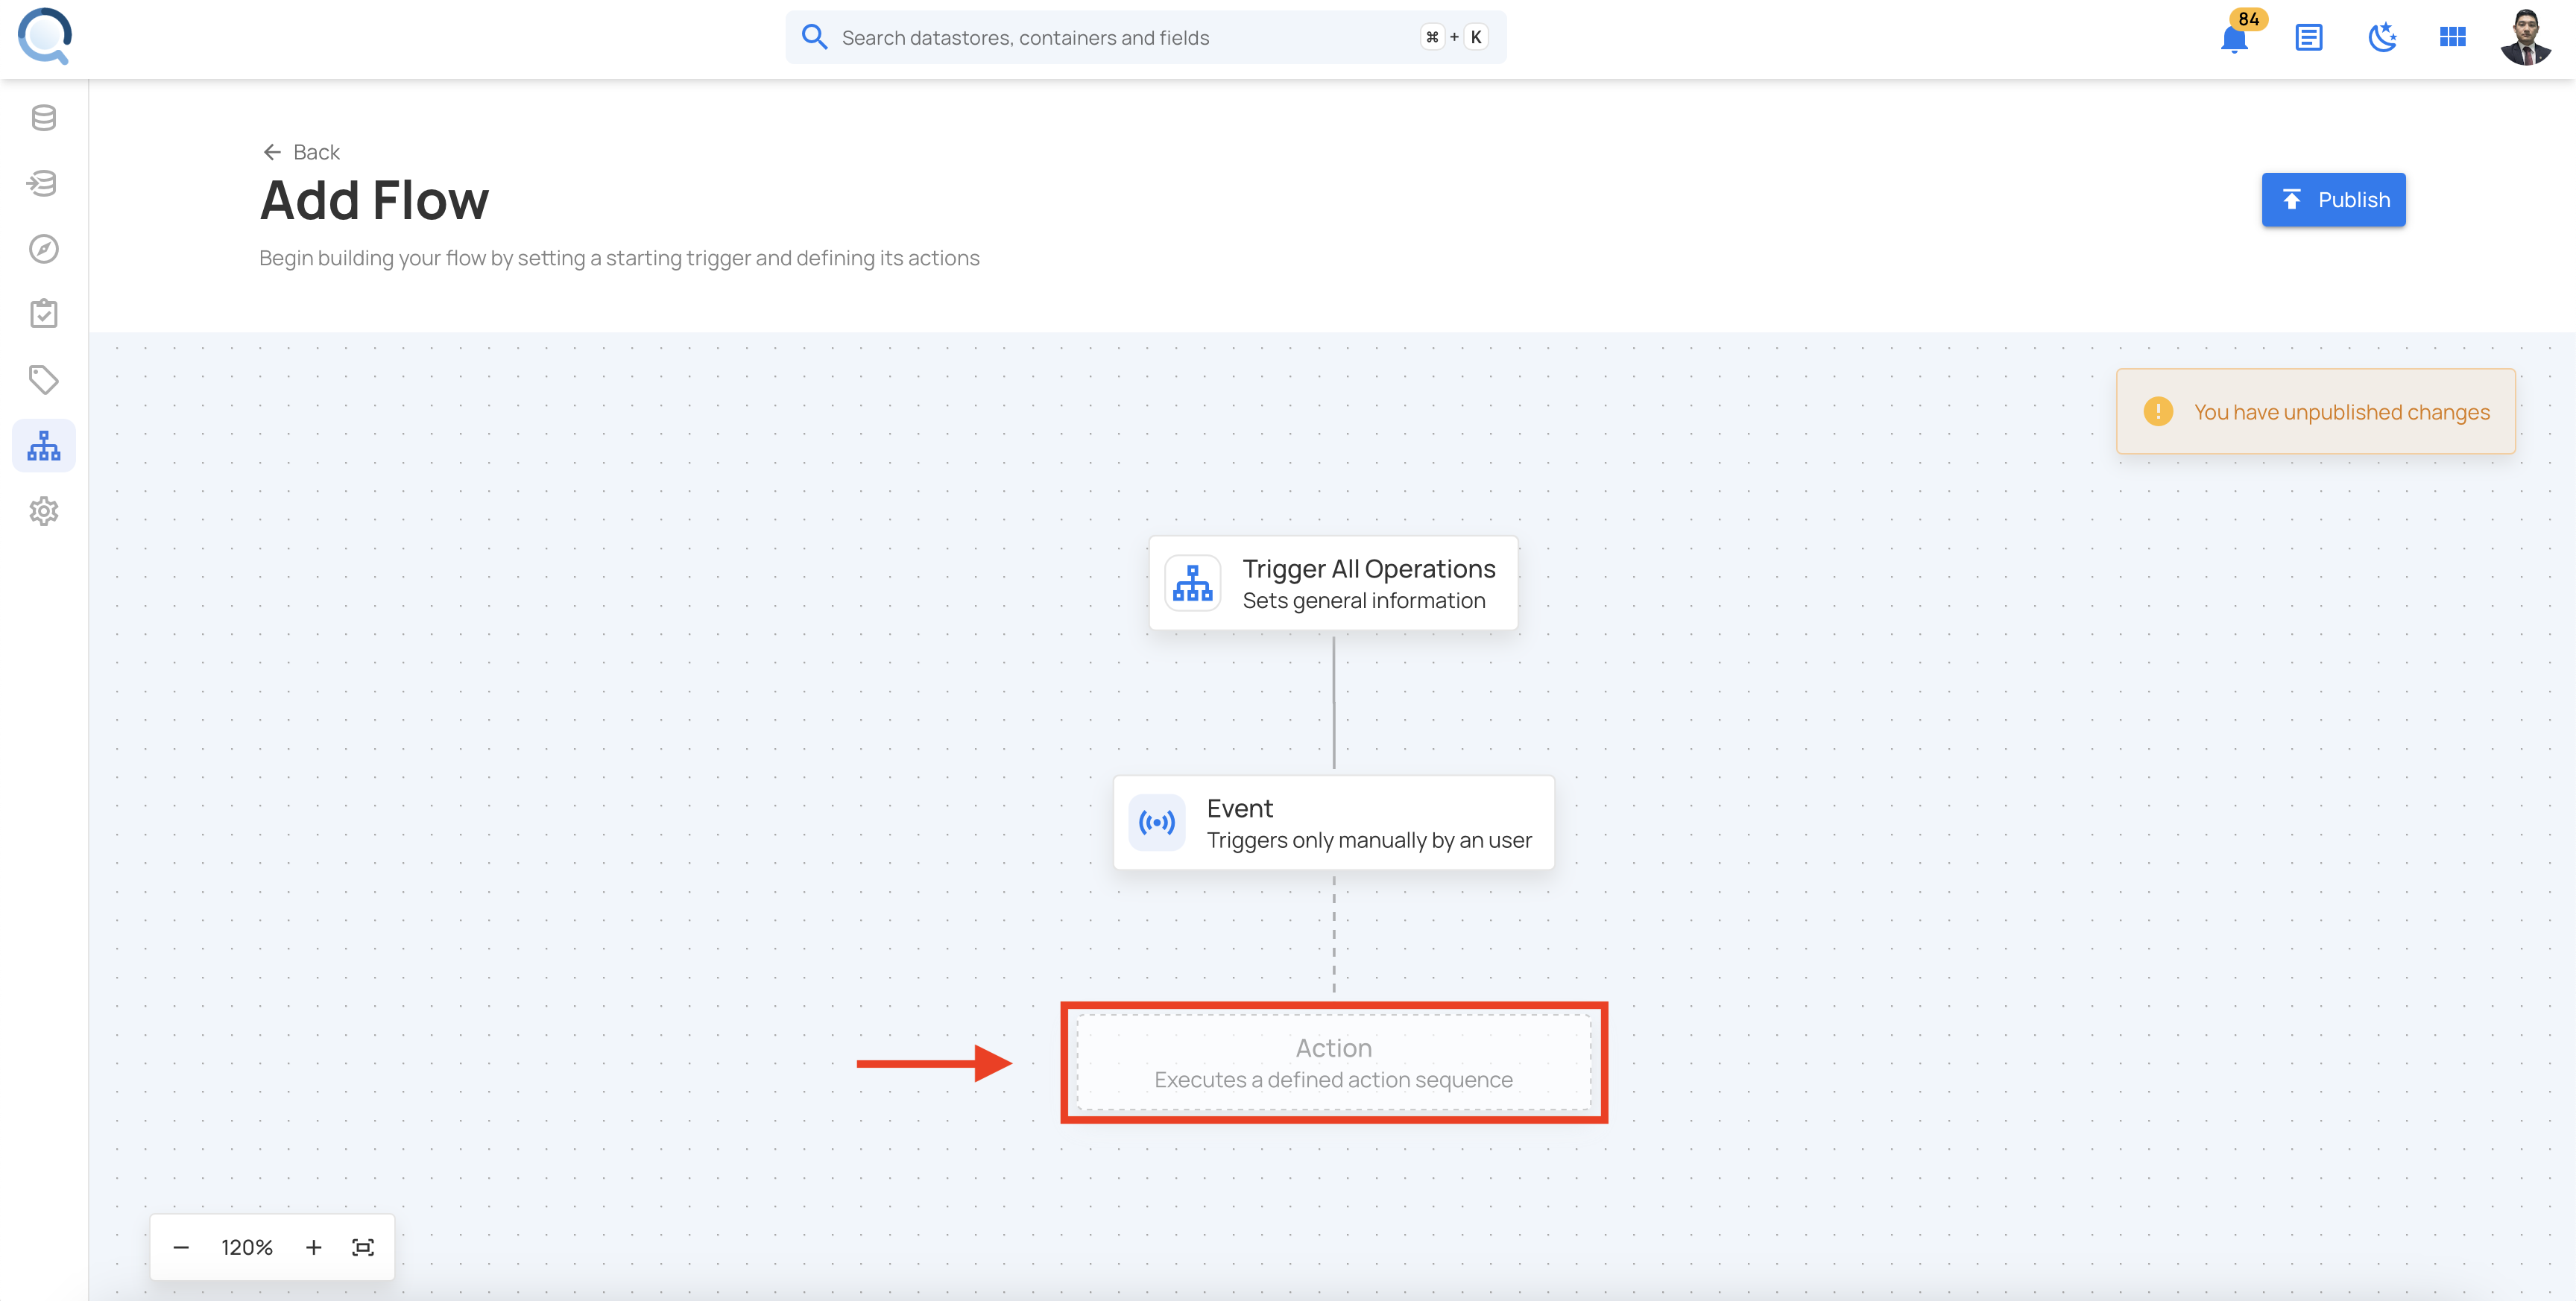 Search datastores, containers and fields
⌘ + K
84
Back
Add Flow
Begin building your flow by setting a starting trigger and defining its actions
Publish
You have unpublished changes
Trigger All Operations
Sets general information
Event
Triggers only manually by an user
Action
Executes a defined action sequence
120%